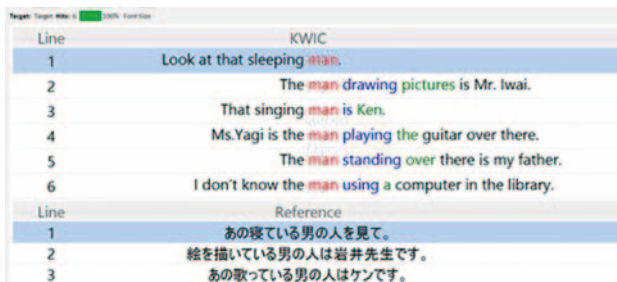 Target: Target Hits: 6 100% Font Size
Line KWIC
1 Look at that sleeping man.
2 The man drawing pictures is Mr. Iwai.
3 That singing man is Ken.
4 Ms.Yagi is the man playing the guitar over there.
5 The man standing over there is my father.
6 I don't know the man using a computer in the library.
Line Reference
1 あの寝ている男の人を見て。
2 絵を描いている男の人は岩井先生です。
3 あの歌っている男の人はケンです。